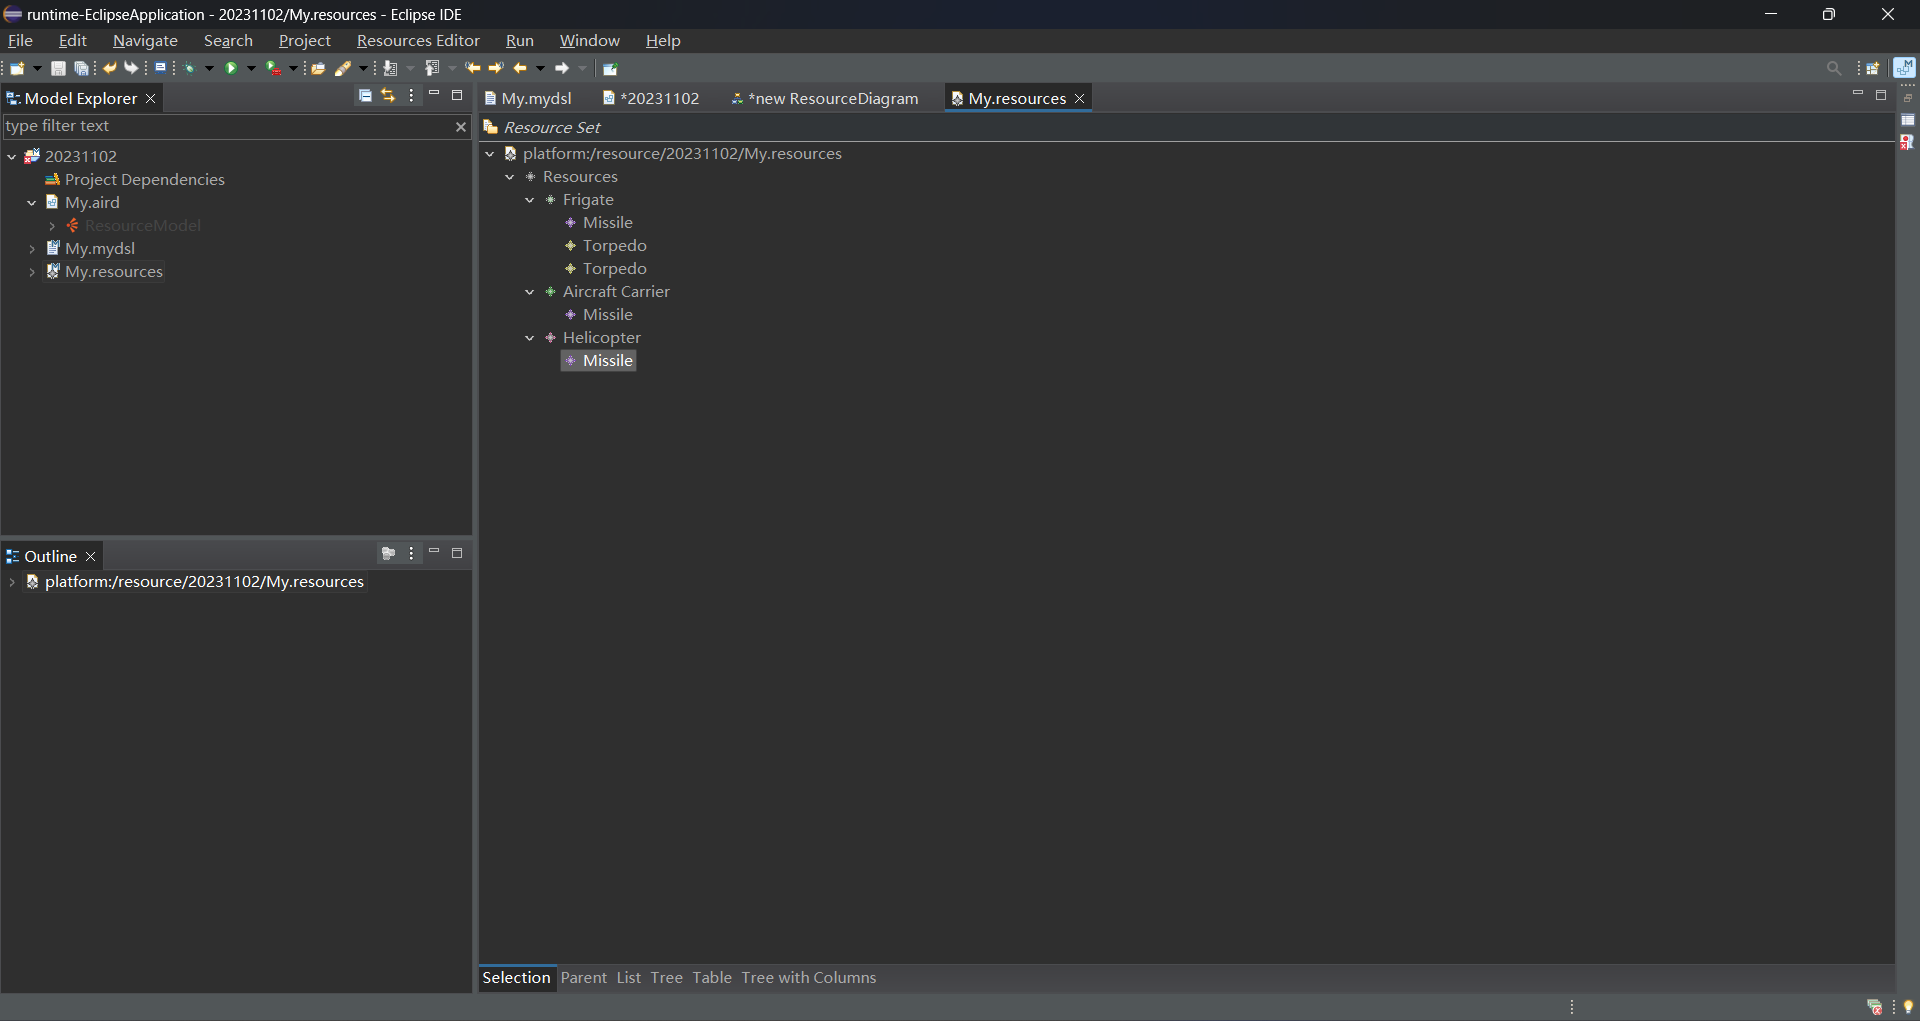 runtime-EclipseApplication - 20231102/My.resources - Eclipse IDE
File Edit Navigate Search Project Resources Editor Run Window Help
Model Explorer
My.mydsl *20231102 *new ResourceDiagram My.resources
type filter text
Resource Set
20231102
Project Dependencies
My.aird
ResourceModel
My.mydsl
My.resources
platform:/resource/20231102/My.resources
Resources
Frigate
Missile
Torpedo
Torpedo
Aircraft Carrier
Missile
Helicopter
Missile
Outline
platform:/resource/20231102/My.resources
Selection Parent List Tree Table Tree with Columns